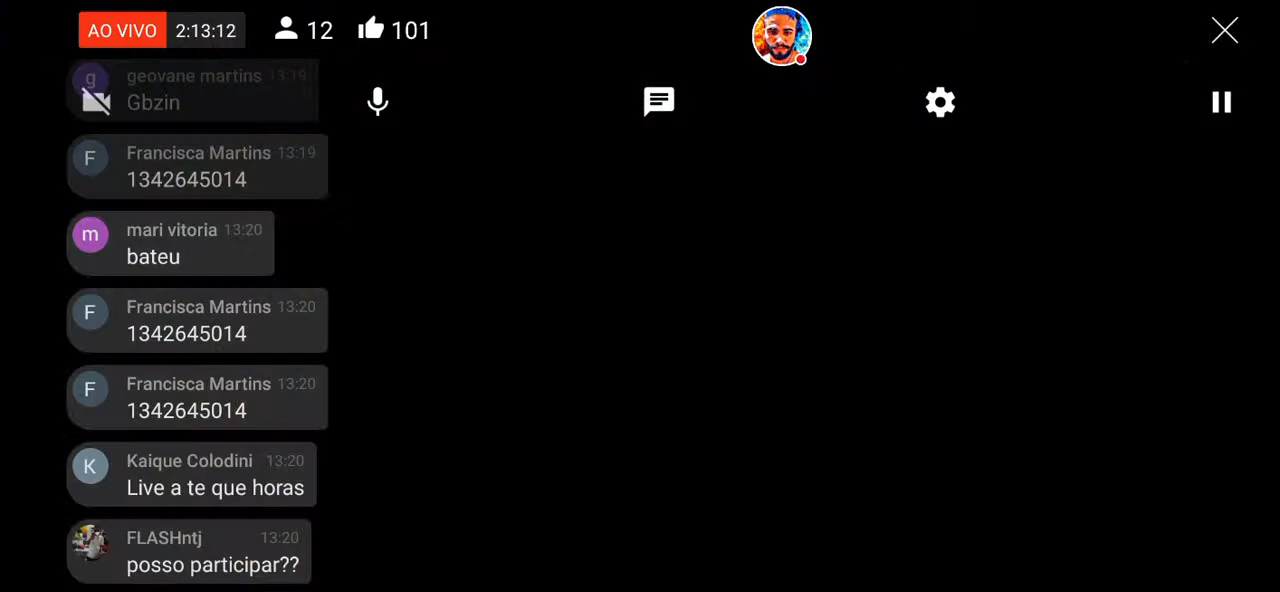 AO VIVO 2:13:12 12 101
geovane martins 13:19
Gbzin
Francisca Martins 13:19
1342645014
mari vitoria 13:20
bateu
Francisca Martins 13:20
1342645014
Francisca Martins 13:20
1342645014
Kaique Colodini 13:20
Live a te que horas
FLASHntj 13:20
posso participar??